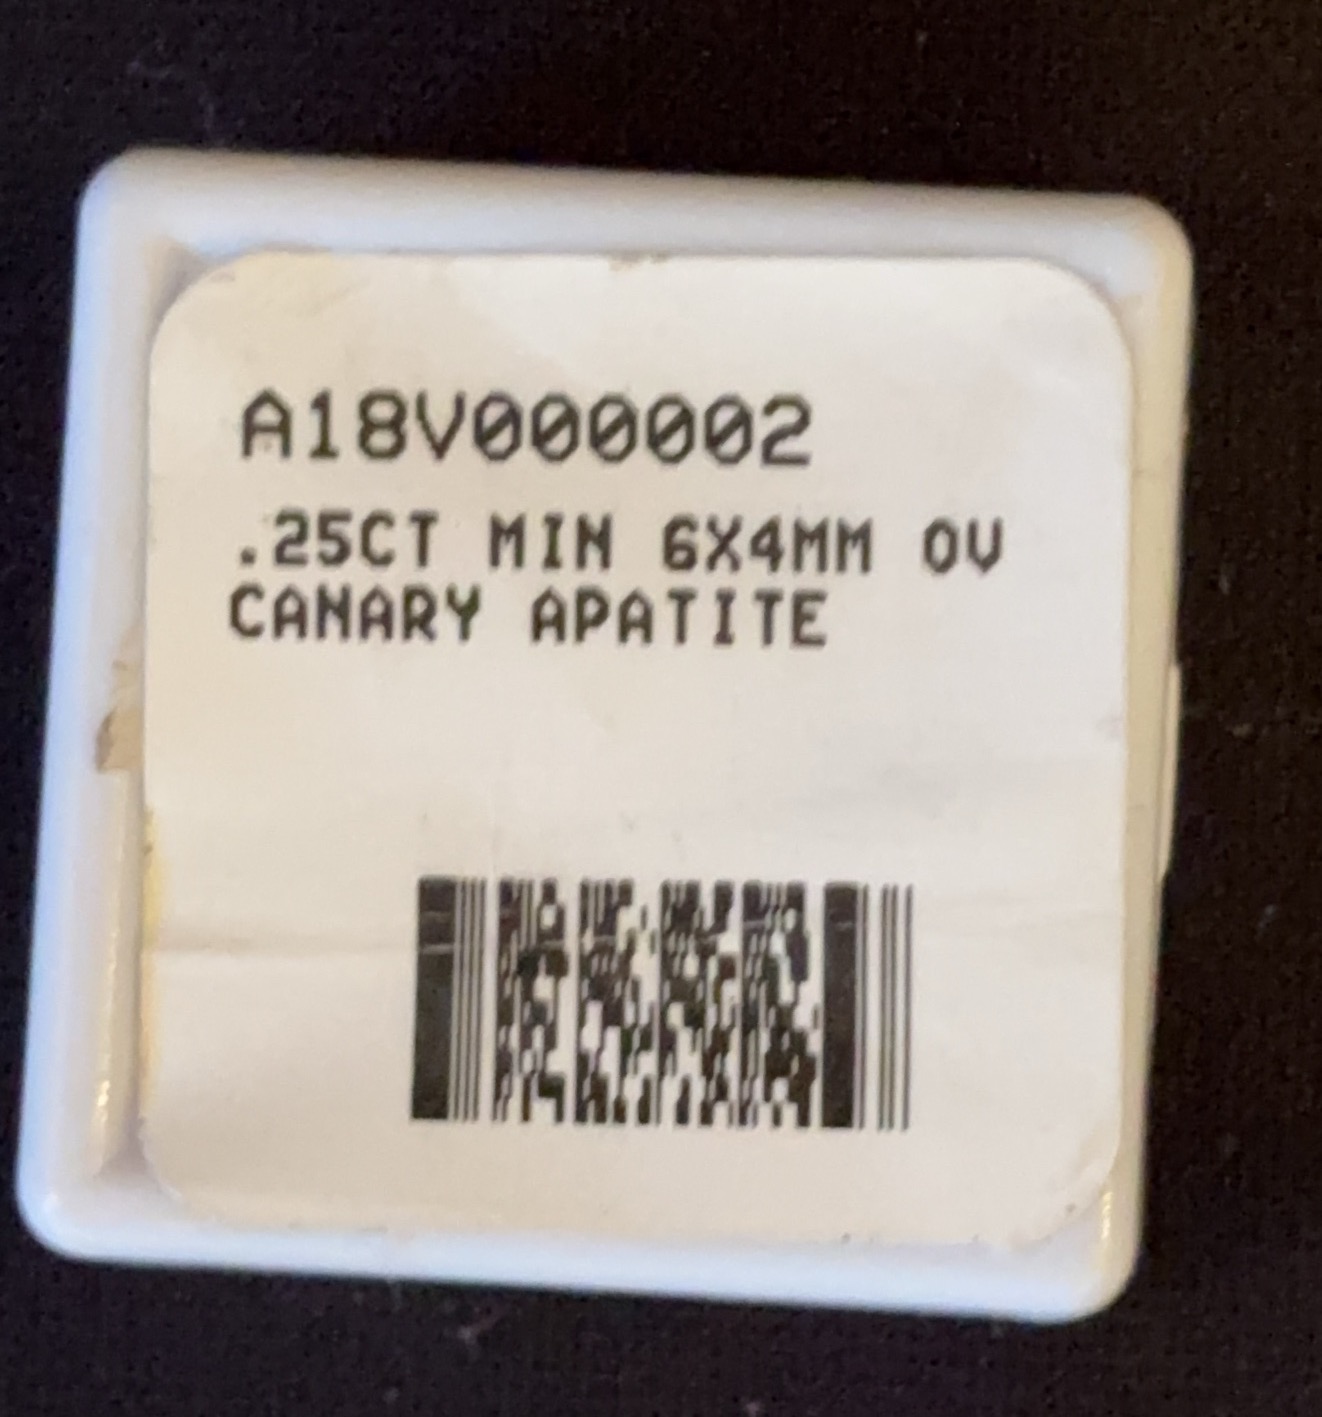 A18V000002
.25CT MIN 6X4MM OV
CANARY APATITE